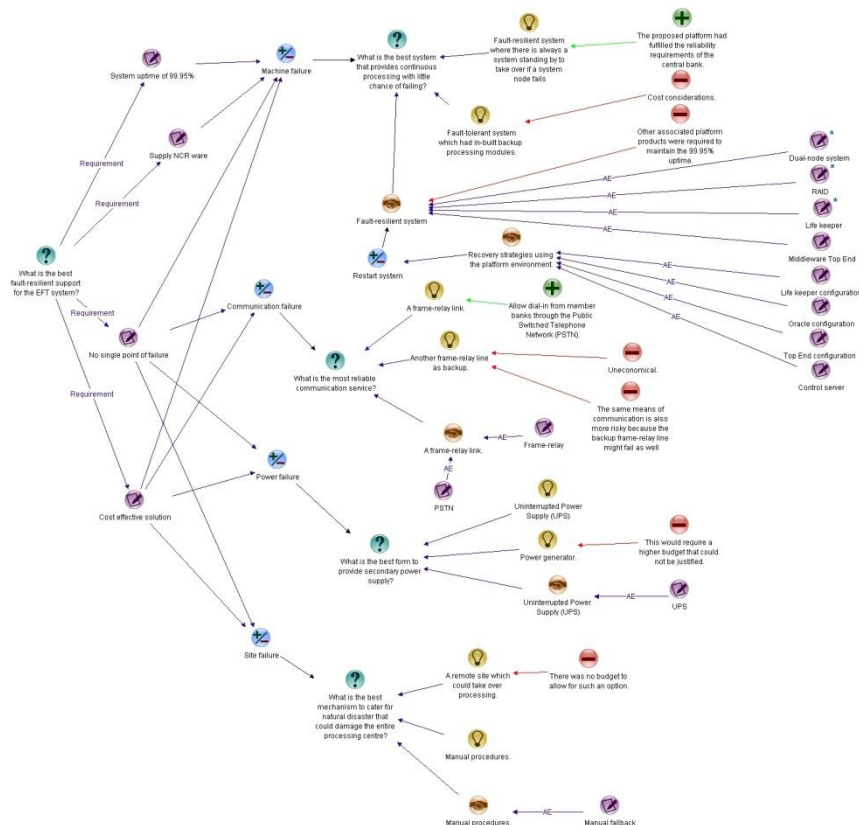 System uptime of 99.95%
Machine failure
What is the best system
that provides continuous
processing with little
chance of failing?
Fault-resilient system
where there is always a
system standing by to
take over if a system
node fails
The proposed platform had
fulfilled the reliability
requirements of the
central bank.
Cost considerations.
Requirement
Supply NCR ware
Fault-tolerant system
which had in-built backup
processing modules.
Other associated platform
products were required to
maintain the 99.95%
uptime.
*
Dual-node system
AE
*
RAID
AE
*
Life keeper
AE
Requirement
Fault-resilient system
AE
Middleware Top End
What is the best
fault-resilient support
for the EFT system?
Restart system
Recovery strategies using
the platform environment.
AE
Life keeper configuration
AE
Oracle configuration
AE
Top End configuration
AE
Control server
Requirement
Communication failure
A frame-relay link.
Allow dial-in from member
banks through the Public
Switched Telephone
Network (PSTN).
No single point of failure
What is the most reliable
communication service?
Another frame-relay line
as backup.
Uneconomical.
Requirement
The same means of
communication is also
more risky because the
backup frame-relay line
might fail as well
A frame-relay link.
AE
Frame-relay
AE
PSTN
Power failure
Cost effective solution
Uninterrupted Power
Supply (UPS)
What is the best form to
provide secondary power
supply?
Power generator.
This would require a
higher budget that could
not be justified.
Uninterrupted Power
Supply (UPS)
AE
UPS
Site failure
What is the best
mechanism to cater for
natural disaster that
could damage the entire
processing centre?
A remote site which
could take over
processing.
There was no budget to
allow for such an option.
Manual procedures.
Manual procedures.
AE
Manual fallback.